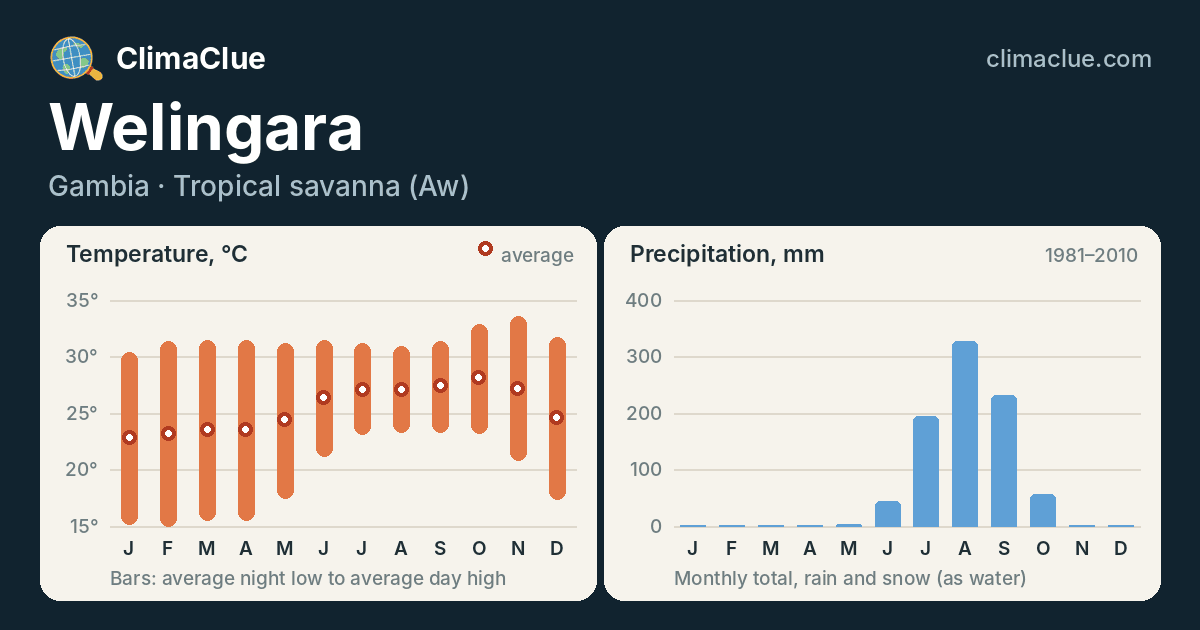 ClimaClue
climaclue.com
Welingara
Gambia · Tropical savanna (Aw)
Temperature, °C
average
35°
30°
25°
20°
15°
J F M A M J J A S O N D
Bars: average night low to average day high
Precipitation, mm
1981–2010
400
300
200
100
0
J F M A M J J A S O N D
Monthly total, rain and snow (as water)